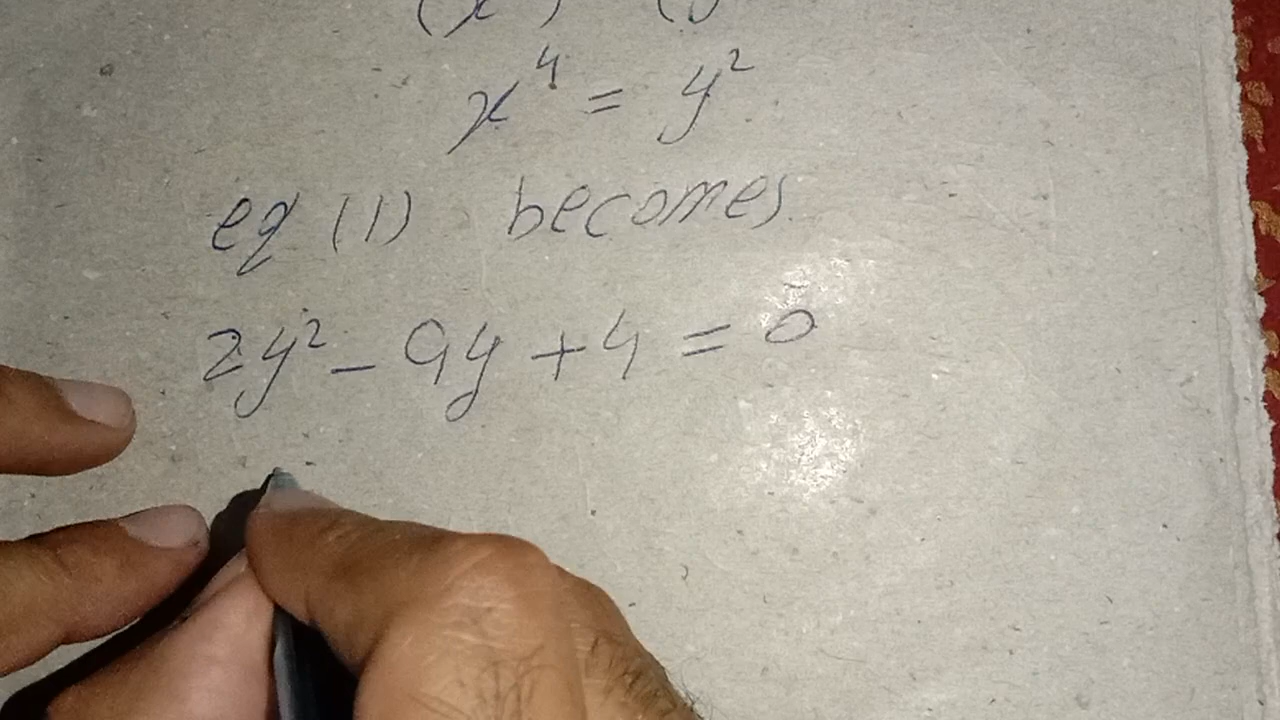 x⁴ = y²
eq (1) becomes
2y² - 9y + 4 = 0